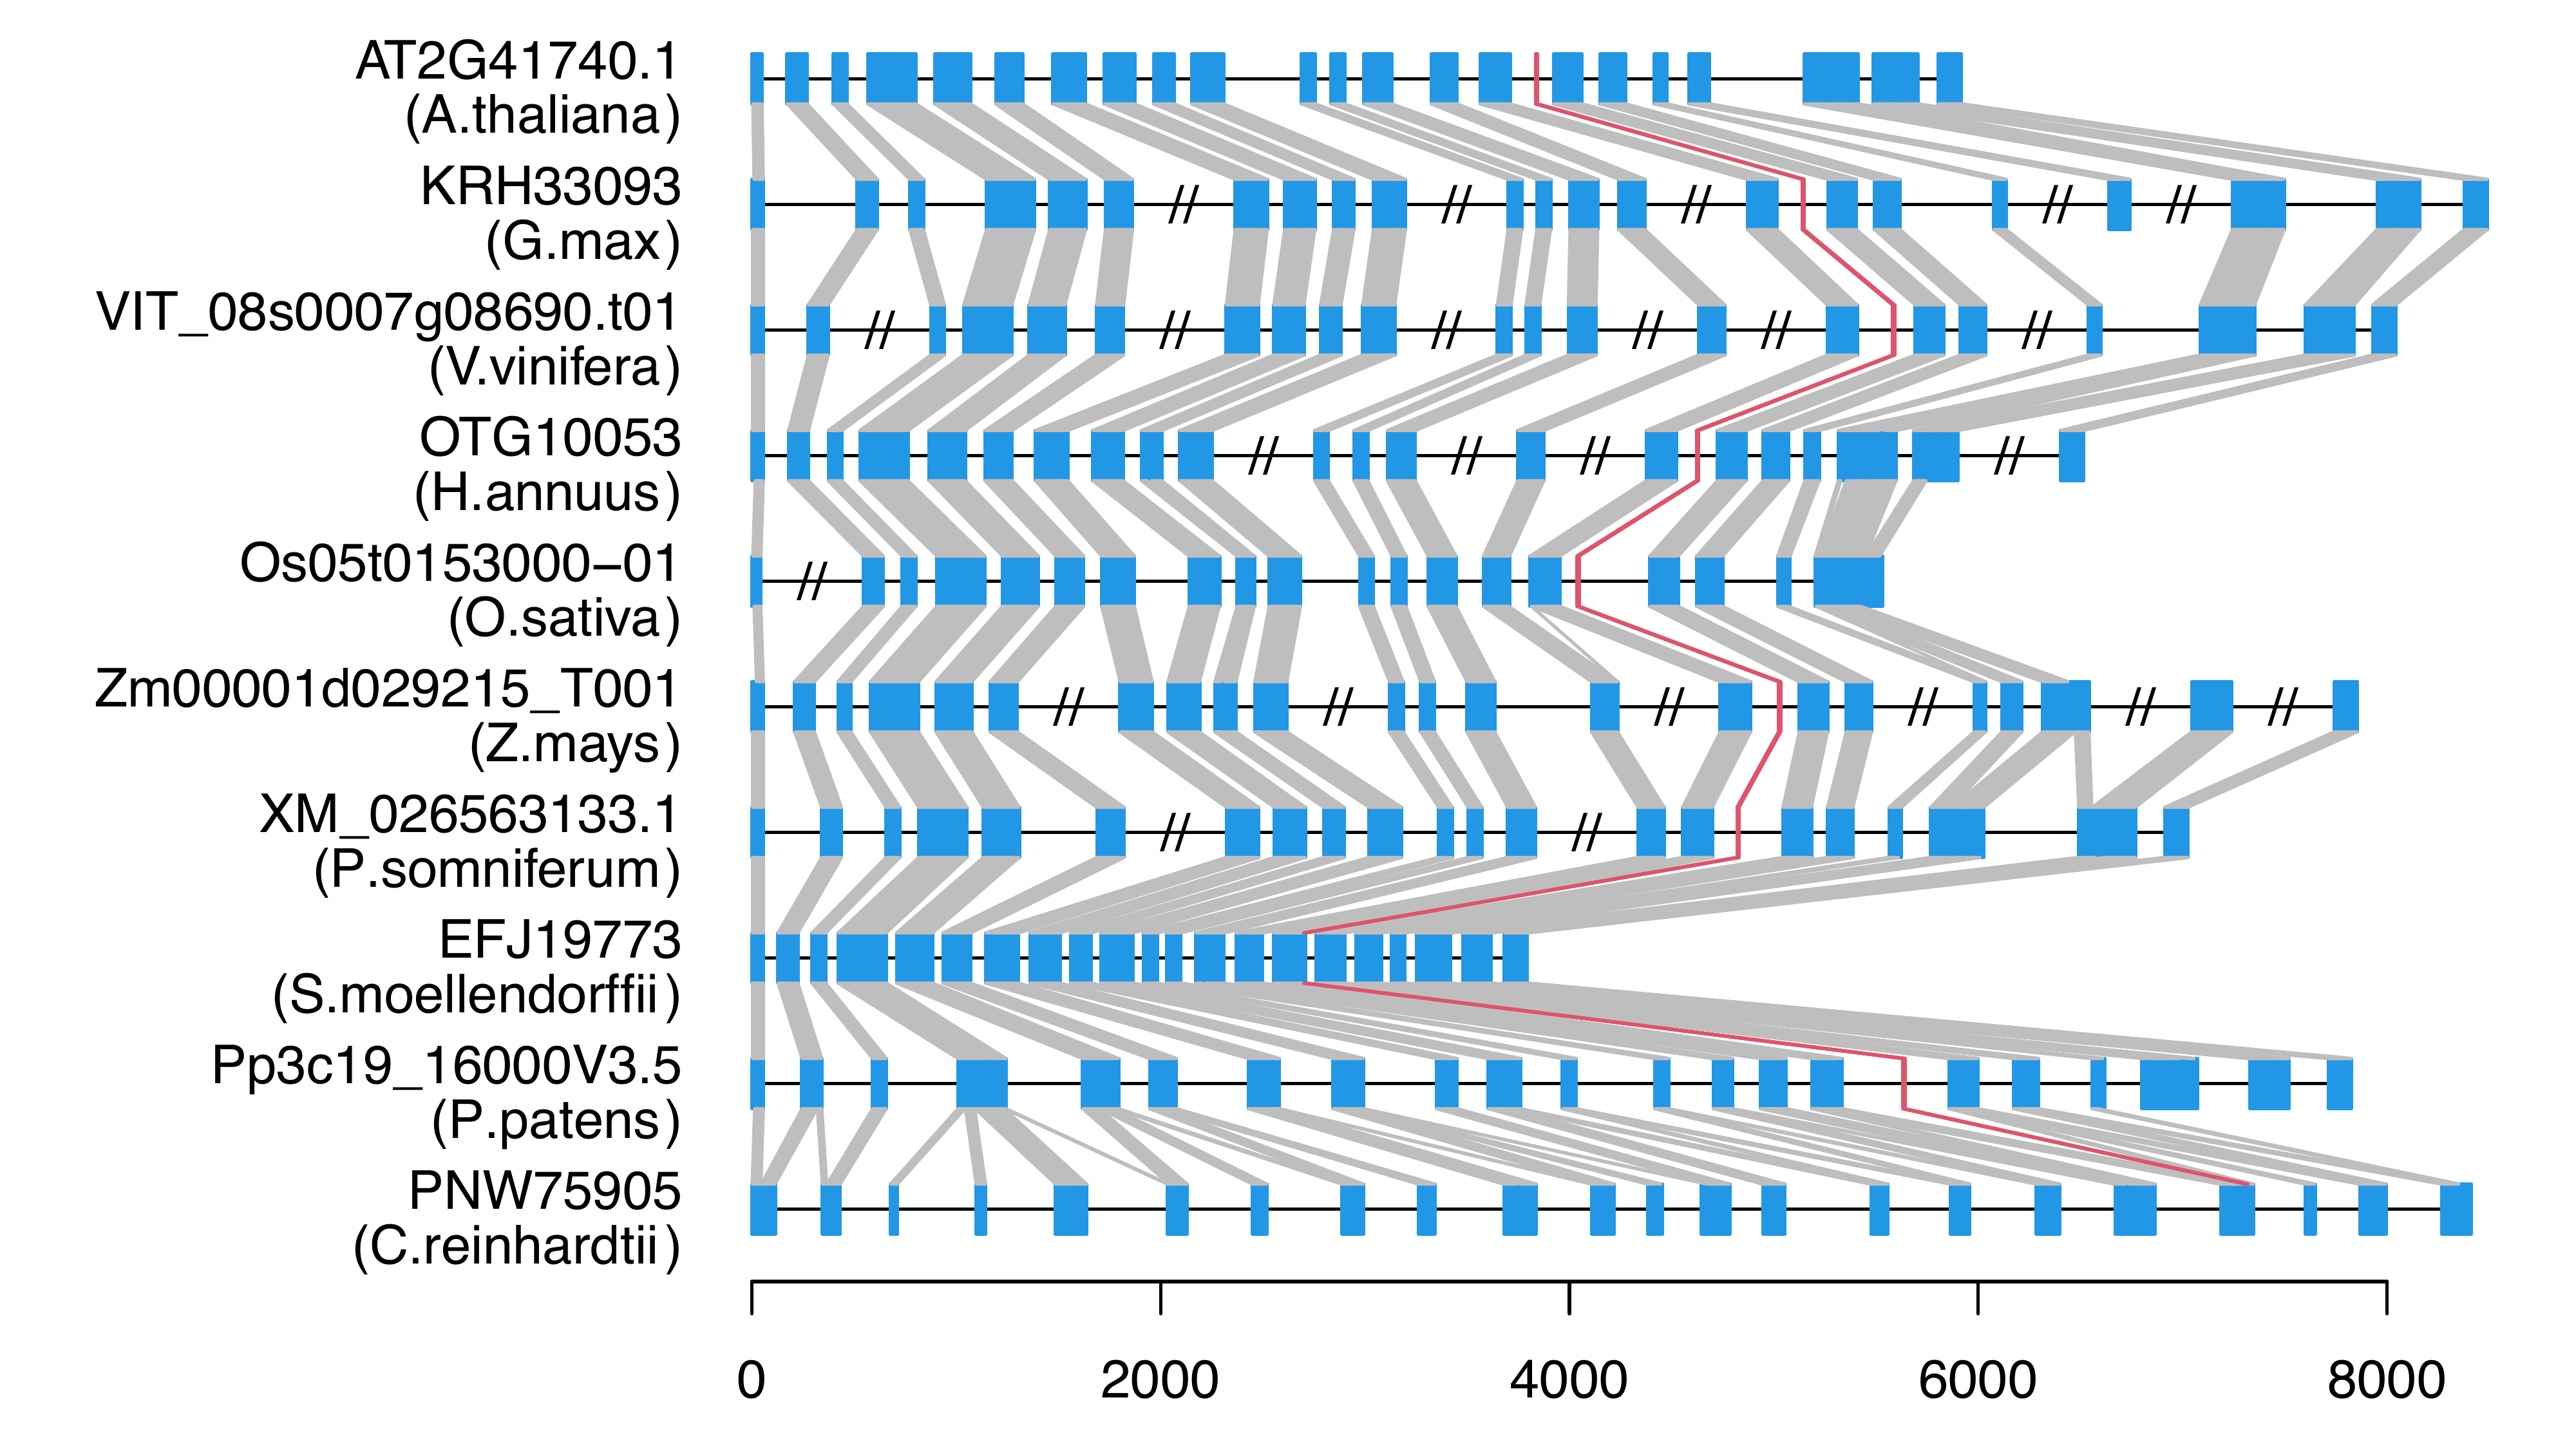 AT2G41740.1
(A.thaliana)
KRH33093
(G.max)
VIT_08s0007g08690.t01
(V.vinifera)
OTG10053
(H.annuus)
Os05t0153000−01
(O.sativa)
Zm00001d029215_T001
(Z.mays)
XM_026563133.1
(P.somniferum)
EFJ19773
(S.moellendorffii)
Pp3c19_16000V3.5
(P.patens)
PNW75905
(C.reinhardtii)
0 2000 4000 6000 8000